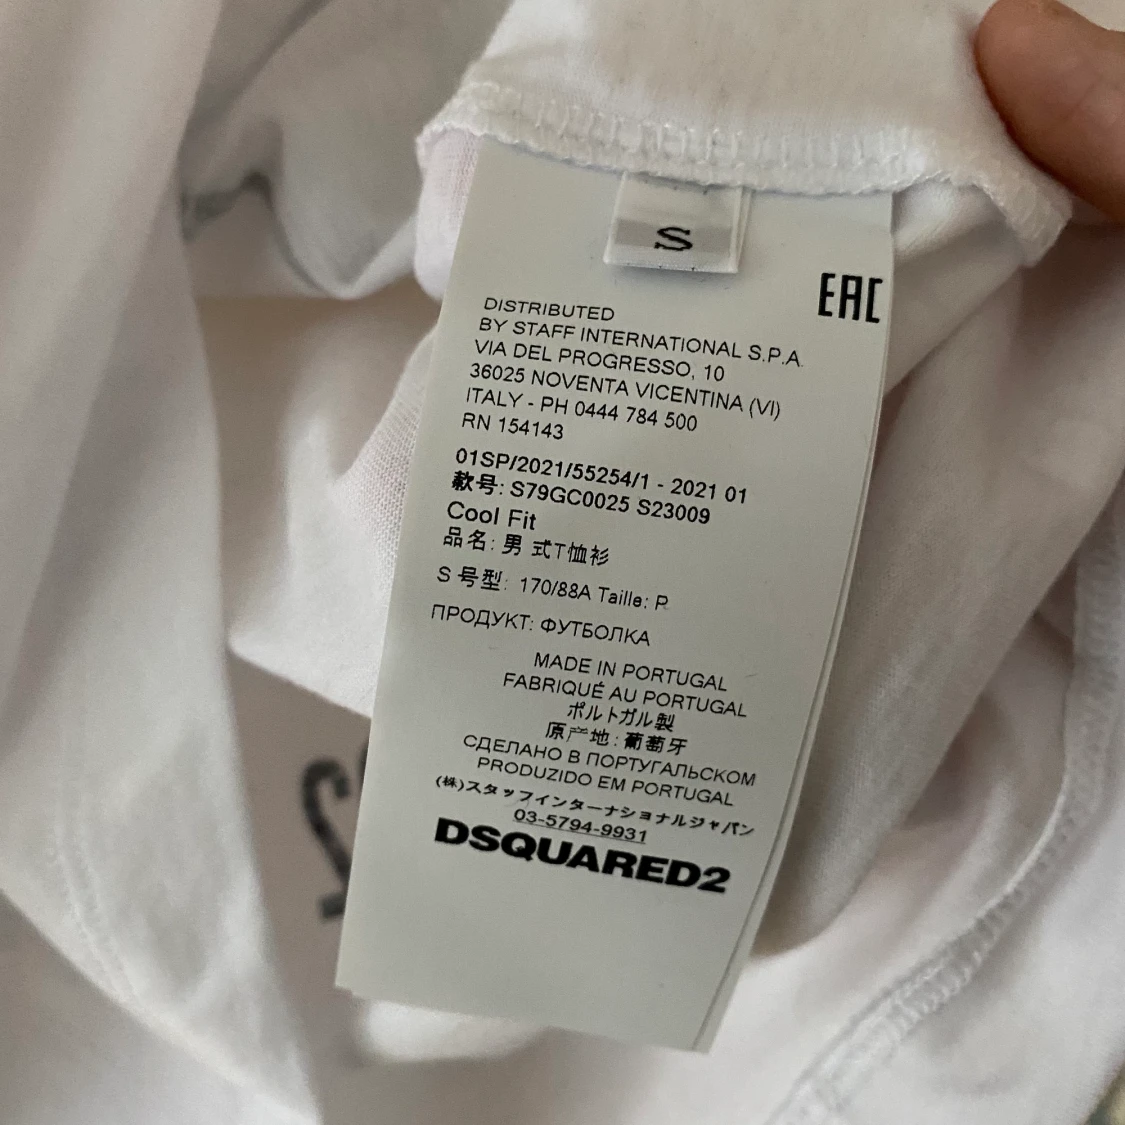 S
EAC
DISTRIBUTED
BY STAFF INTERNATIONAL S.P.A.
VIA DEL PROGRESSO, 10
36025 NOVENTA VICENTINA (VI)
ITALY - PH 0444 784 500
RN 154143
01SP/2021/55254/1 - 2021 01
款号: S79GC0025 S23009
Cool Fit
品名: 男 式T恤衫
S 号型: 170/88A Taille: P
ПРОДУКТ: ФУТБОЛКА
MADE IN PORTUGAL
FABRIQUÉ AU PORTUGAL
ポルトガル製
原产地: 葡萄牙
СДЕЛАНО В ПОРТУГАЛЬСКОМ
PRODUZIDO EM PORTUGAL
(株)スタッフインターナショナルジャパン
03-5794-9931
DSQUARED2